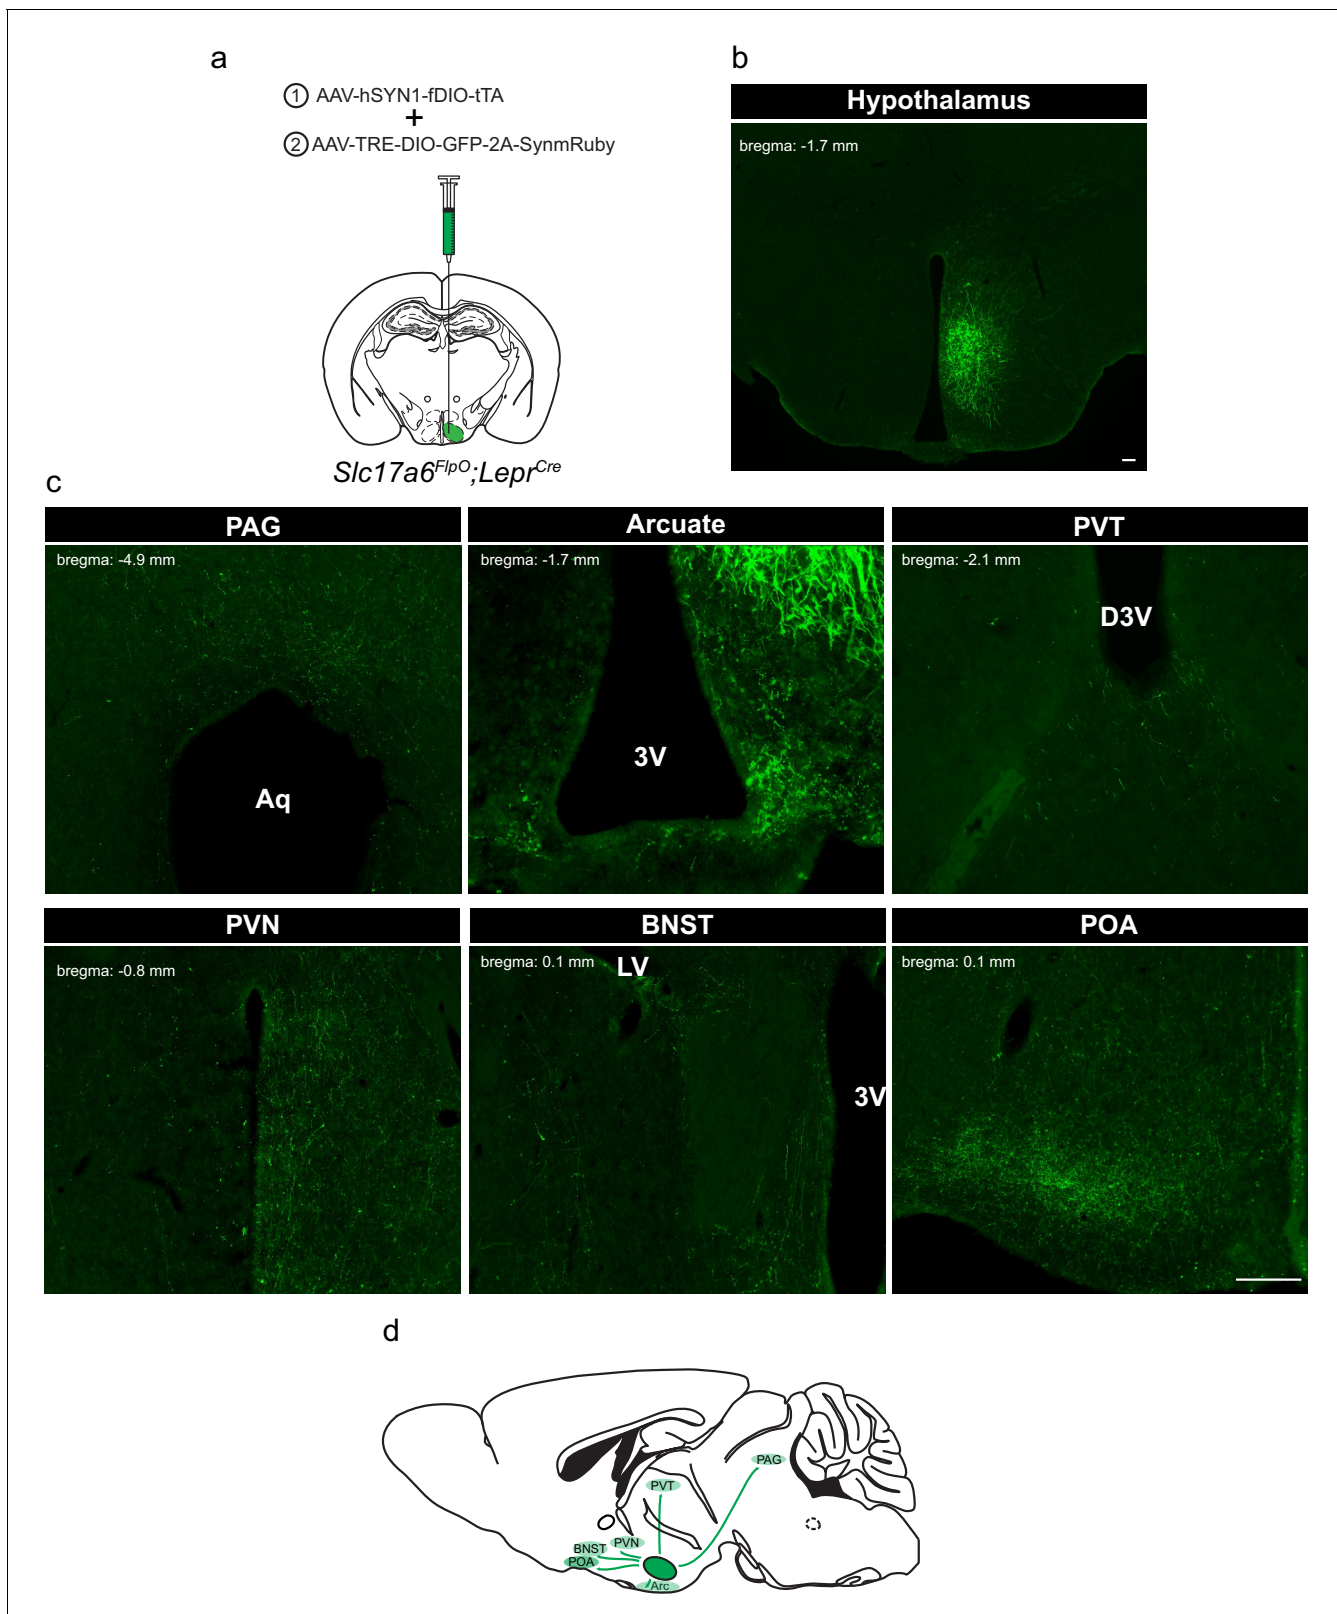 a
① AAV-hSYN1-fDIO-tTA
+
② AAV-TRE-DIO-GFP-2A-SynmRuby
Slc17a6FlpO;LeprCre
b
Hypothalamus
bregma: -1.7 mm
c
PAG
bregma: -4.9 mm
Aq
Arcuate
bregma: -1.7 mm
3V
PVT
bregma: -2.1 mm
D3V
PVN
bregma: -0.8 mm
BNST
bregma: 0.1 mm
LV
3V
POA
bregma: 0.1 mm
d
PAG
PVT
PVN
BNST
POA
Arc